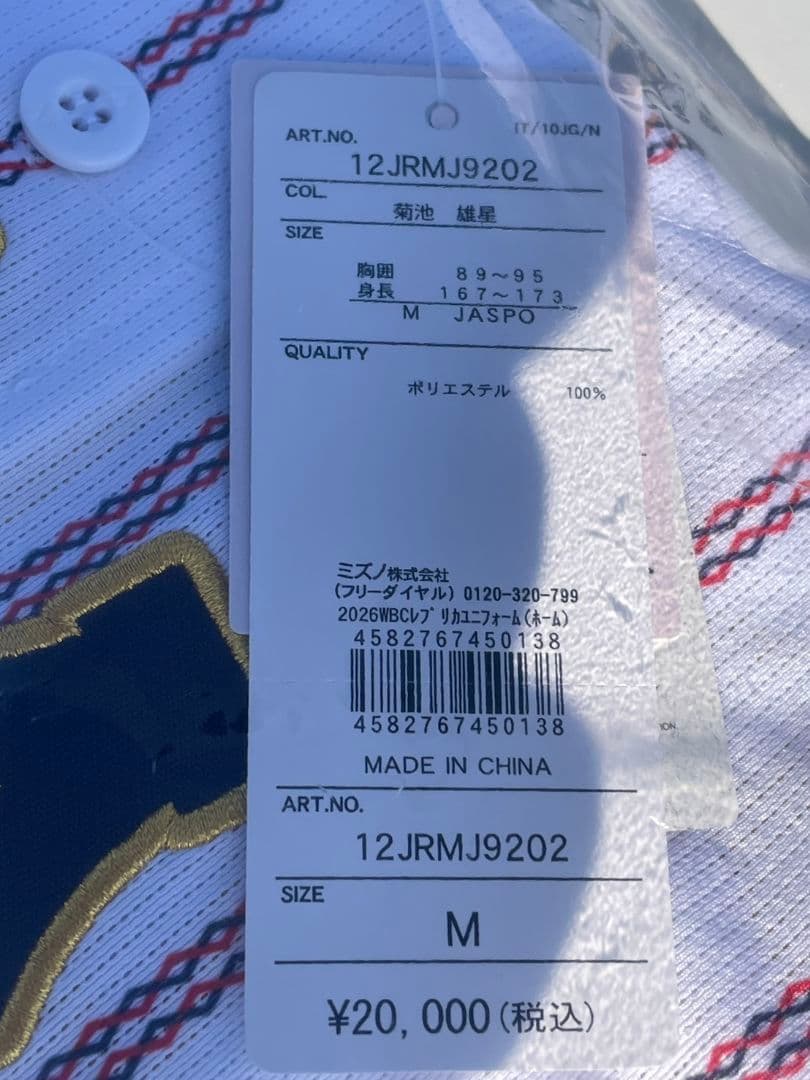 IT/10JG/N
ART.NO.
12JRMJ9202
COL.
菊池 雄星
SIZE
胸囲 89～95
身長 167～173
M JASPO
QUALITY
ポリエステル 100%
ミズノ株式会社
(フリーダイヤル) 0120-320-799
2026WBCレプリカユニフォーム(ホーム)
4582767450138
4582767450138
MADE IN CHINA
ART.NO.
12JRMJ9202
SIZE
M
¥20,000(税込)